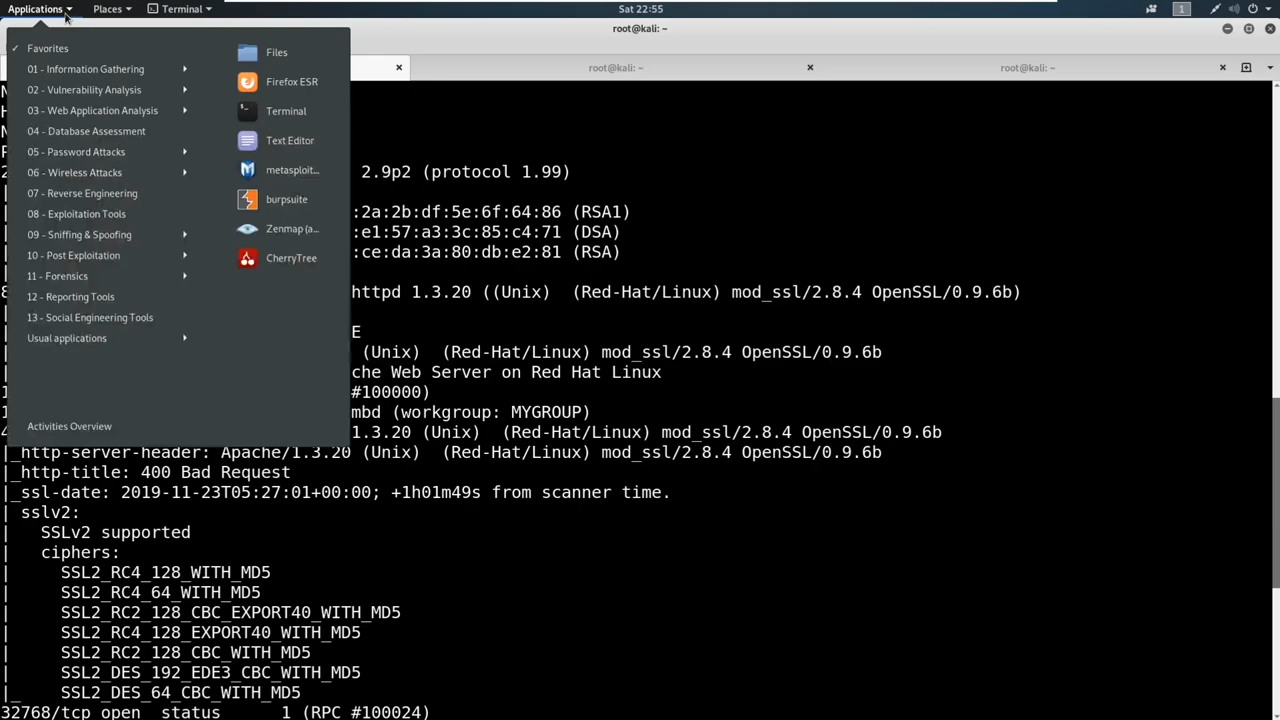 Applications Places Terminal Sat 22:55 1
root@kali: ~
root@kali: ~ root@kali: ~
Favorites
01 - Information Gathering
02 - Vulnerability Analysis
03 - Web Application Analysis
04 - Database Assessment
05 - Password Attacks
06 - Wireless Attacks
07 - Reverse Engineering
08 - Exploitation Tools
09 - Sniffing & Spoofing
10 - Post Exploitation
11 - Forensics
12 - Reporting Tools
13 - Social Engineering Tools
Usual applications
Activities Overview
Files
Firefox ESR
Terminal
Text Editor
metasploit...
burpsuite
Zenmap (a...
CherryTree
2.9p2 (protocol 1.99)
:2a:2b:df:5e:6f:64:86 (RSA1)
:e1:57:a3:3c:85:c4:71 (DSA)
:ce:da:3a:80:db:e2:81 (RSA)
httpd 1.3.20 ((Unix)  (Red-Hat/Linux) mod_ssl/2.8.4 OpenSSL/0.9.6b)
E
(Unix)  (Red-Hat/Linux) mod_ssl/2.8.4 OpenSSL/0.9.6b
che Web Server on Red Hat Linux
#100000)
mbd (workgroup: MYGROUP)
1.3.20 (Unix)  (Red-Hat/Linux) mod_ssl/2.8.4 OpenSSL/0.9.6b
|_http-server-header: Apache/1.3.20 (Unix)  (Red-Hat/Linux) mod_ssl/2.8.4 OpenSSL/0.9.6b
|_http-title: 400 Bad Request
|_ssl-date: 2019-11-23T05:27:01+00:00; +1h01m49s from scanner time.
| sslv2:
|   SSLv2 supported
|   ciphers:
|     SSL2_RC4_128_WITH_MD5
|     SSL2_RC4_64_WITH_MD5
|     SSL2_RC2_128_CBC_EXPORT40_WITH_MD5
|     SSL2_RC4_128_EXPORT40_WITH_MD5
|     SSL2_RC2_128_CBC_WITH_MD5
|     SSL2_DES_192_EDE3_CBC_WITH_MD5
|_    SSL2_DES_64_CBC_WITH_MD5
32768/tcp open  status      1 (RPC #100024)